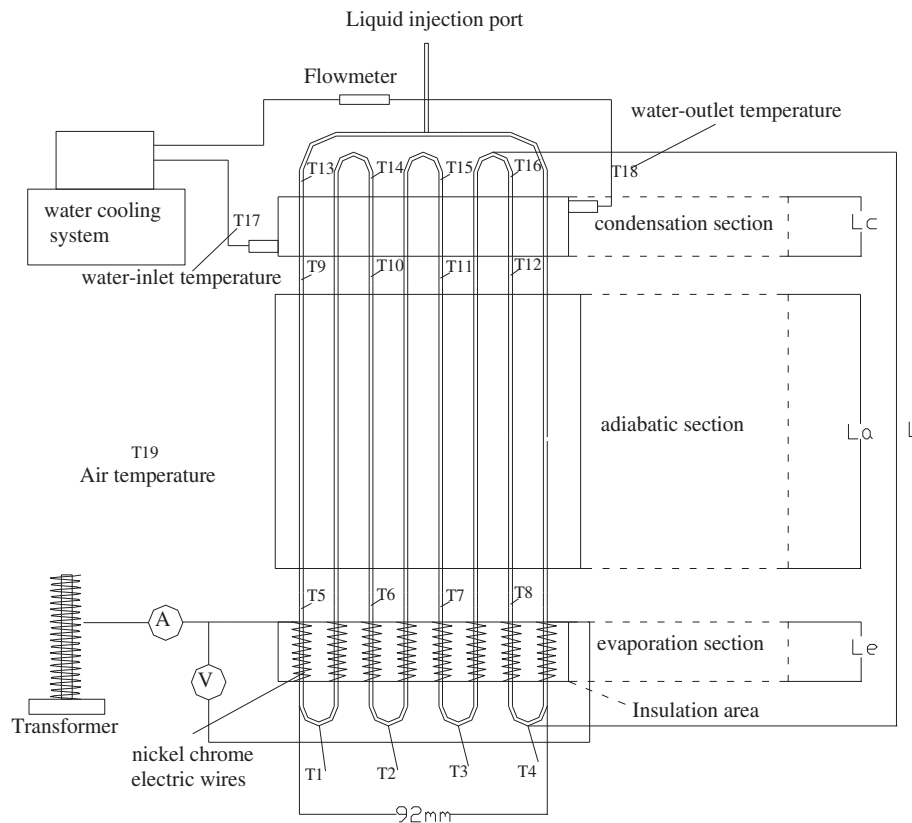 Liquid injection port
Flowmeter
water-outlet temperature
T13
T14
T15
T16
T18
water cooling
system
T17
condensation section
Lc
water-inlet temperature
T9
T10
T11
T12
adiabatic section
La
L
T19
Air temperature
T5
T6
T7
T8
A
evaporation section
Le
V
Insulation area
Transformer
nickel chrome
electric wires
T1
T2
T3
T4
92mm